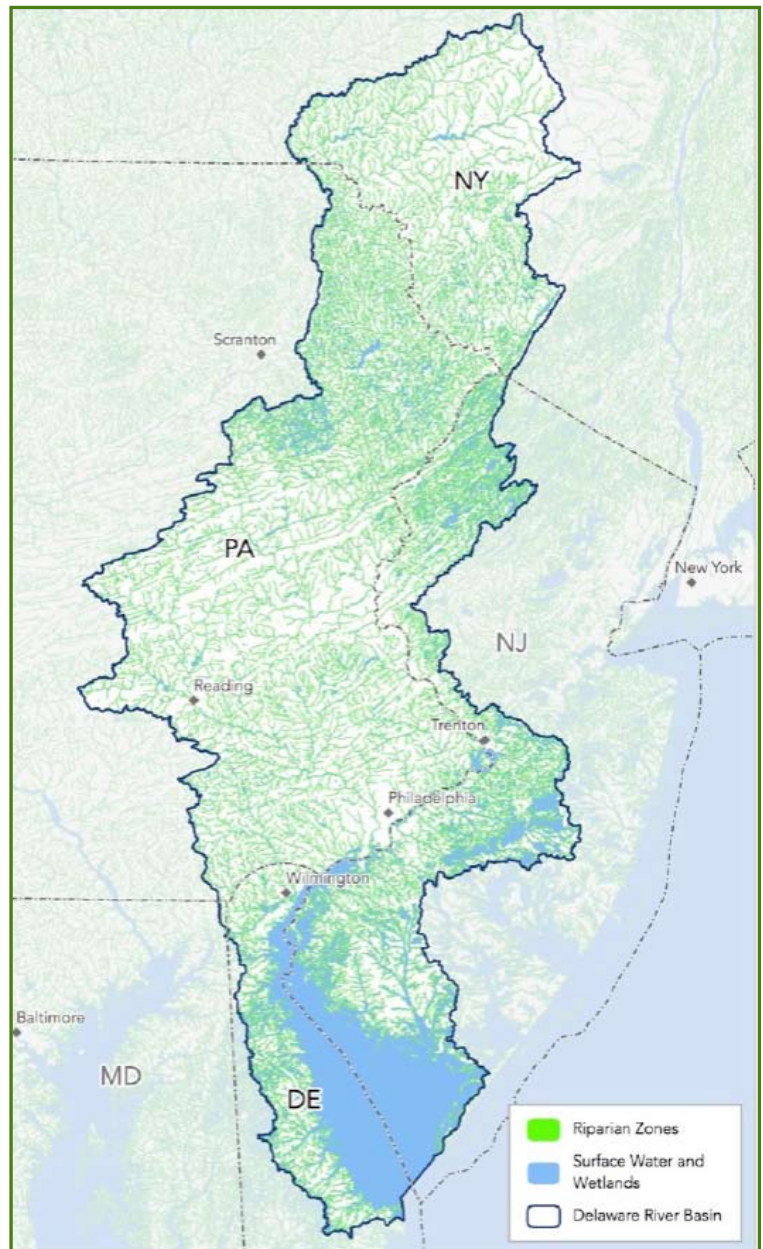 NY
Scranton
PA
New York
NJ
Reading
Trenton
Philadelphia
Wilmington
Baltimore
MD
DE
Riparian Zones
Surface Water and
Wetlands
Delaware River Basin